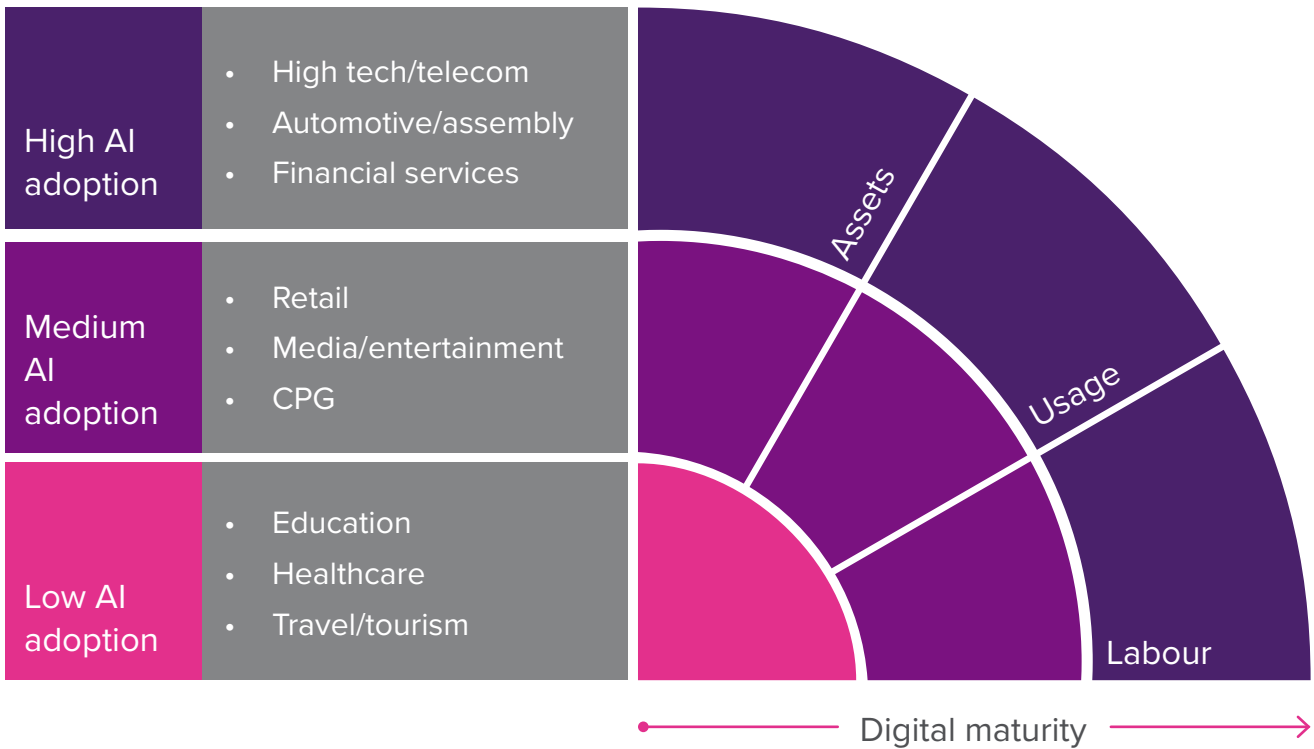 High AI
adoption
• High tech/telecom
• Automotive/assembly
• Financial services
Medium
AI
adoption
• Retail
• Media/entertainment
• CPG
Low AI
adoption
• Education
• Healthcare
• Travel/tourism
Assets
Usage
Labour
Digital maturity